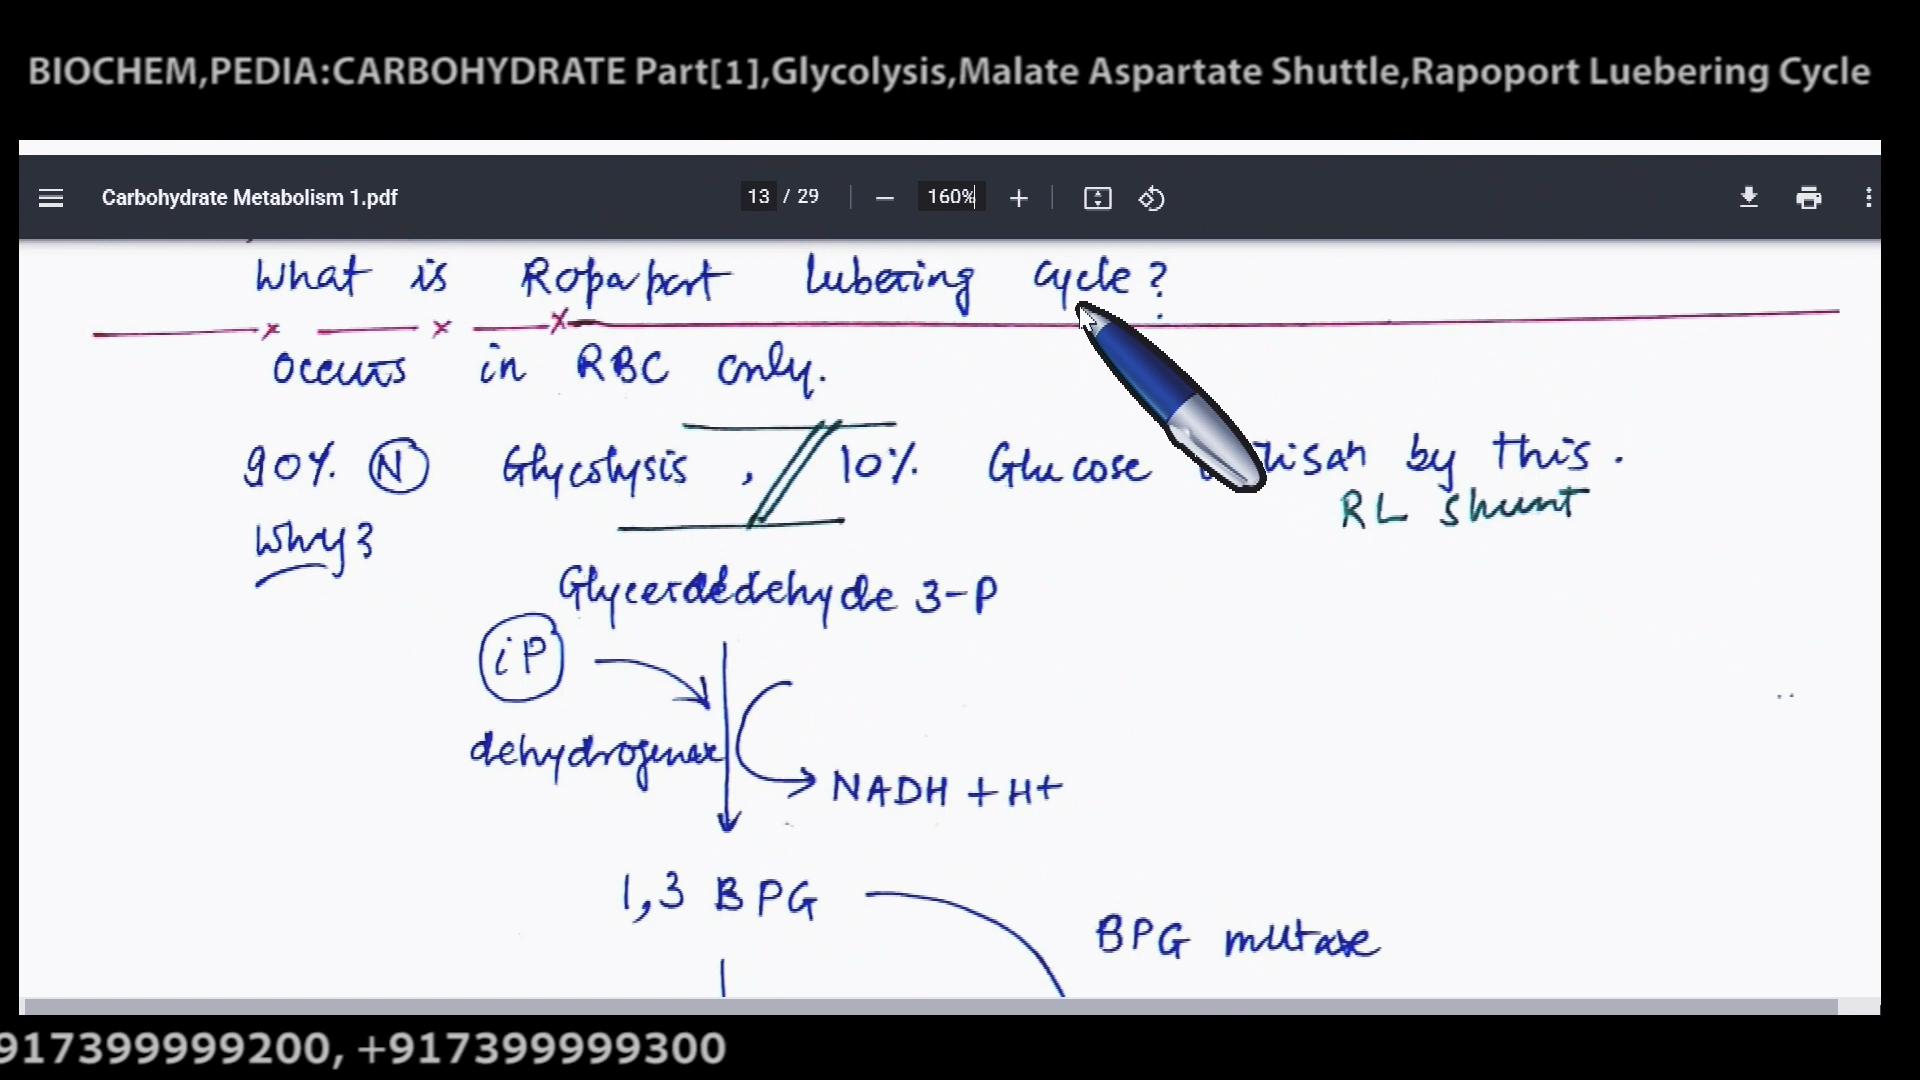 BIOCHEM,PEDIA:CARBOHYDRATE Part[1],Glycolysis,Malate Aspartate Shuttle,Rapoport Luebering Cycle
Carbohydrate Metabolism 1.pdf 13 / 29 160%
What is Ropaport lubering cycle?
Occurs in RBC only.
90% N Glycolysis , 10% Glucose by this.
RL shunt
Why?
Glyceraldehyde 3-P
iP
dehydrogenase
NADH + H+
1,3 BPG
BPG mutase
917399999200, +917399999300